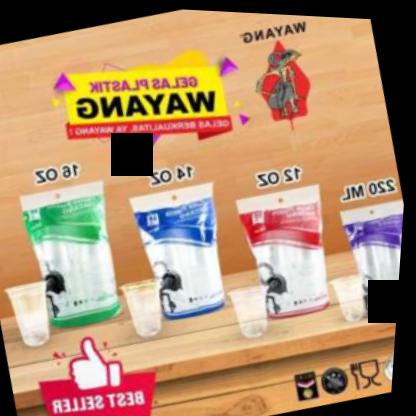 WAYANG
GELAS PLASTIK
WAYANG
GELAS BERKUALITAS, YA WAYANG !
220 ML
12 OZ
14 OZ
16 OZ
BEST SELLER